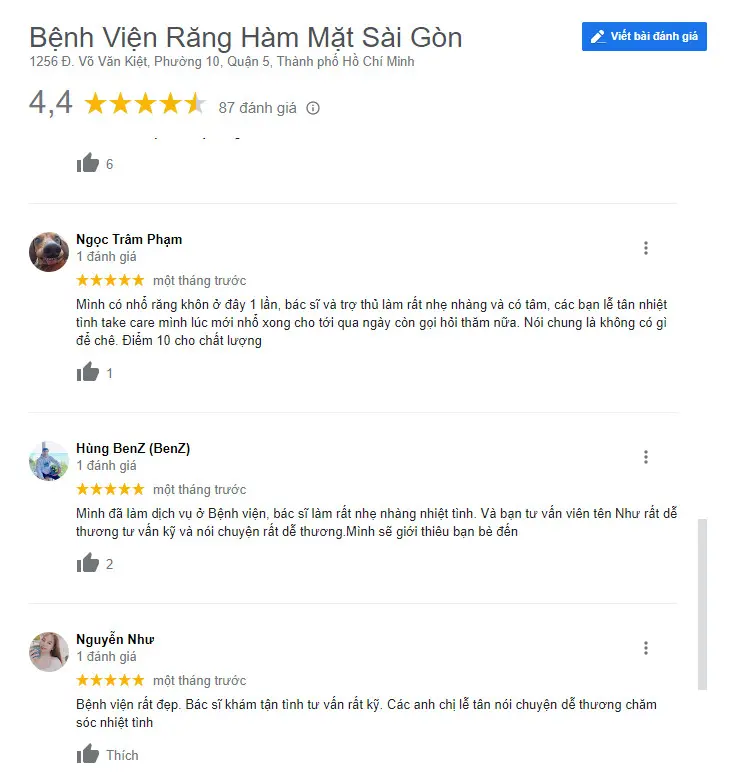 Bệnh Viện Răng Hàm Mặt Sài Gòn
Viết bài đánh giá
1256 Đ. Võ Văn Kiệt, Phường 10, Quận 5, Thành phố Hồ Chí Minh
4,4 87 đánh giá
6
Ngọc Trâm Phạm
1 đánh giá
một tháng trước
Mình có nhổ răng khôn ở đây 1 lần, bác sĩ và trợ thủ làm rất nhẹ nhàng và có tâm, các bạn lễ tân nhiệt
tình take care mình lúc mới nhổ xong cho tới qua ngày còn gọi hỏi thăm nữa. Nói chung là không có gì
để chê. Điểm 10 cho chất lượng
1
Hùng BenZ (BenZ)
1 đánh giá
một tháng trước
Mình đã làm dịch vụ ở Bệnh viện, bác sĩ làm rất nhẹ nhàng nhiệt tình. Và bạn tư vấn viên tên Như rất dễ
thương tư vấn kỹ và nói chuyện rất dễ thương.Mình sẽ giới thiêu bạn bè đến
2
Nguyễn Như
1 đánh giá
một tháng trước
Bệnh viện rất đẹp. Bác sĩ khám tận tình tư vấn rất kỹ. Các anh chị lễ tân nói chuyện dễ thương chăm
sóc nhiệt tình
Thích